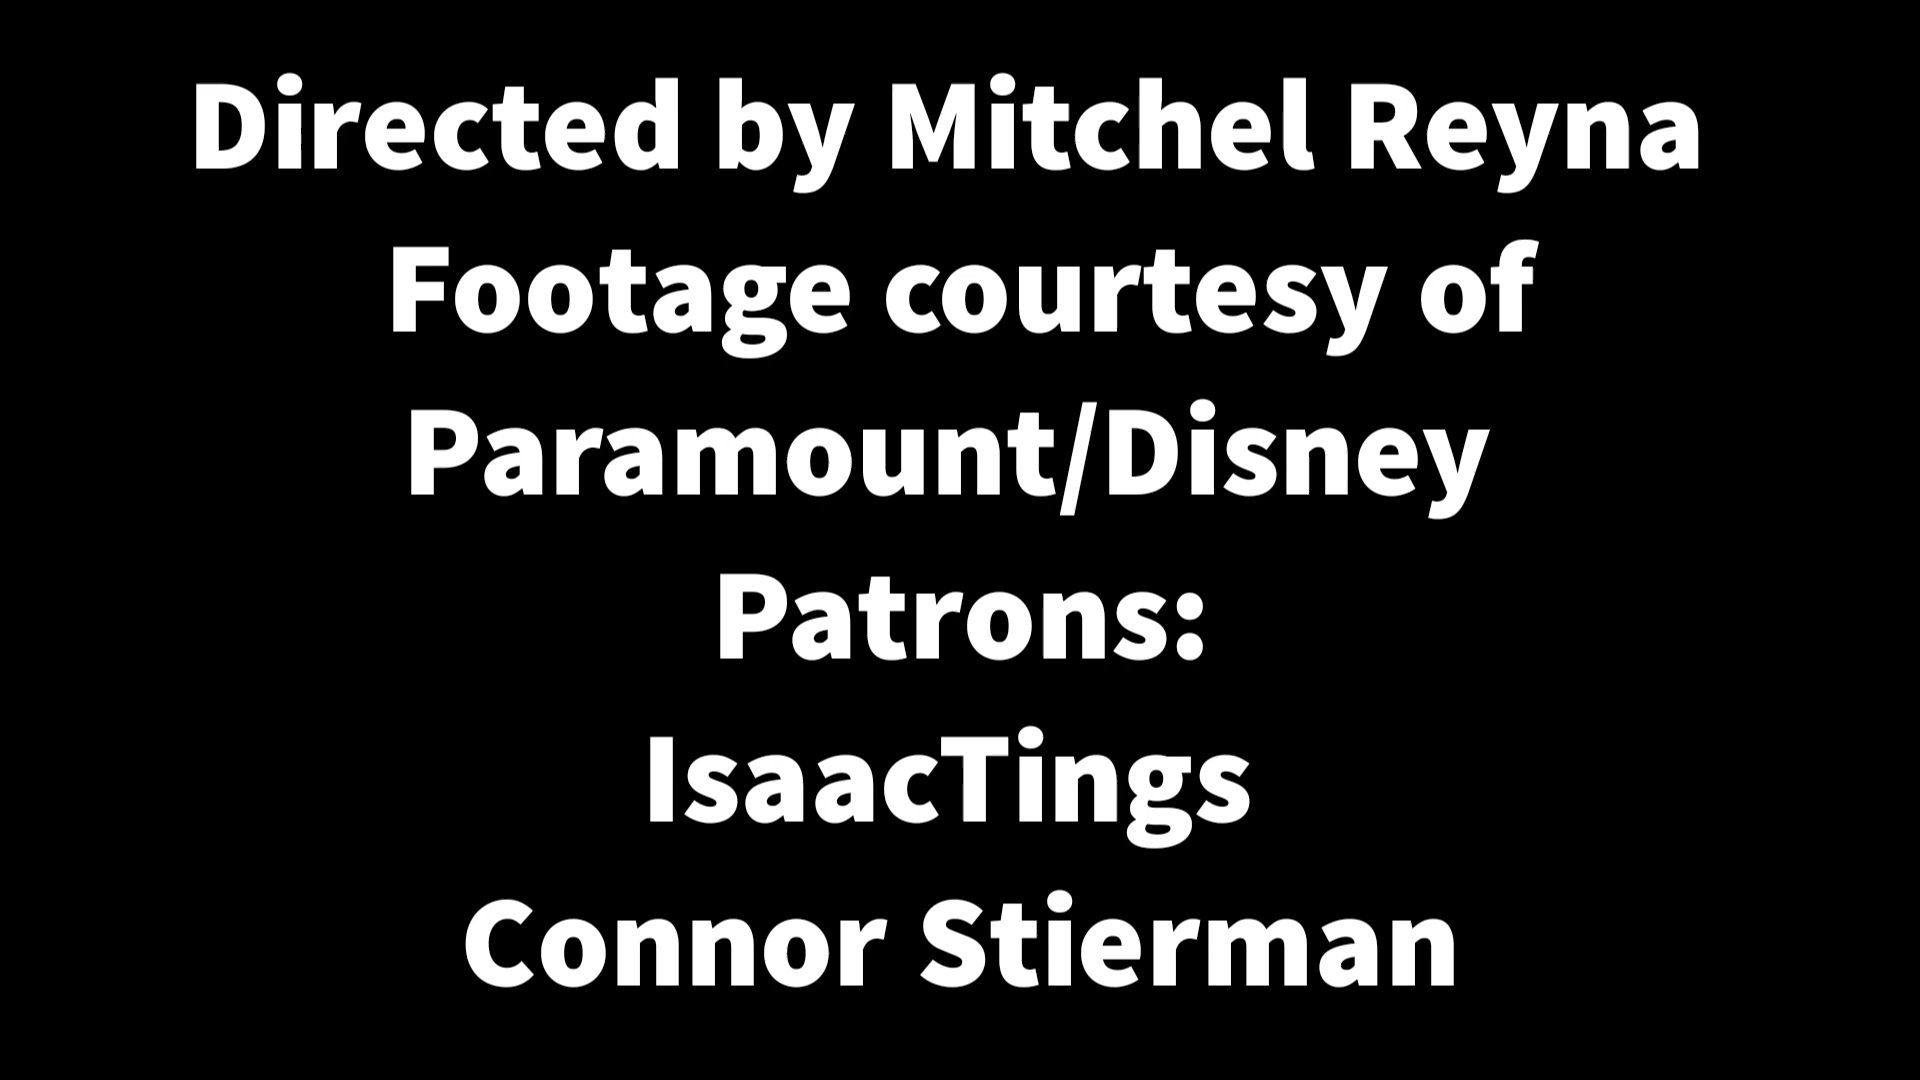 Directed by Mitchel Reyna
Footage courtesy of
Paramount/Disney
Patrons:
IsaacTings
Connor Stierman